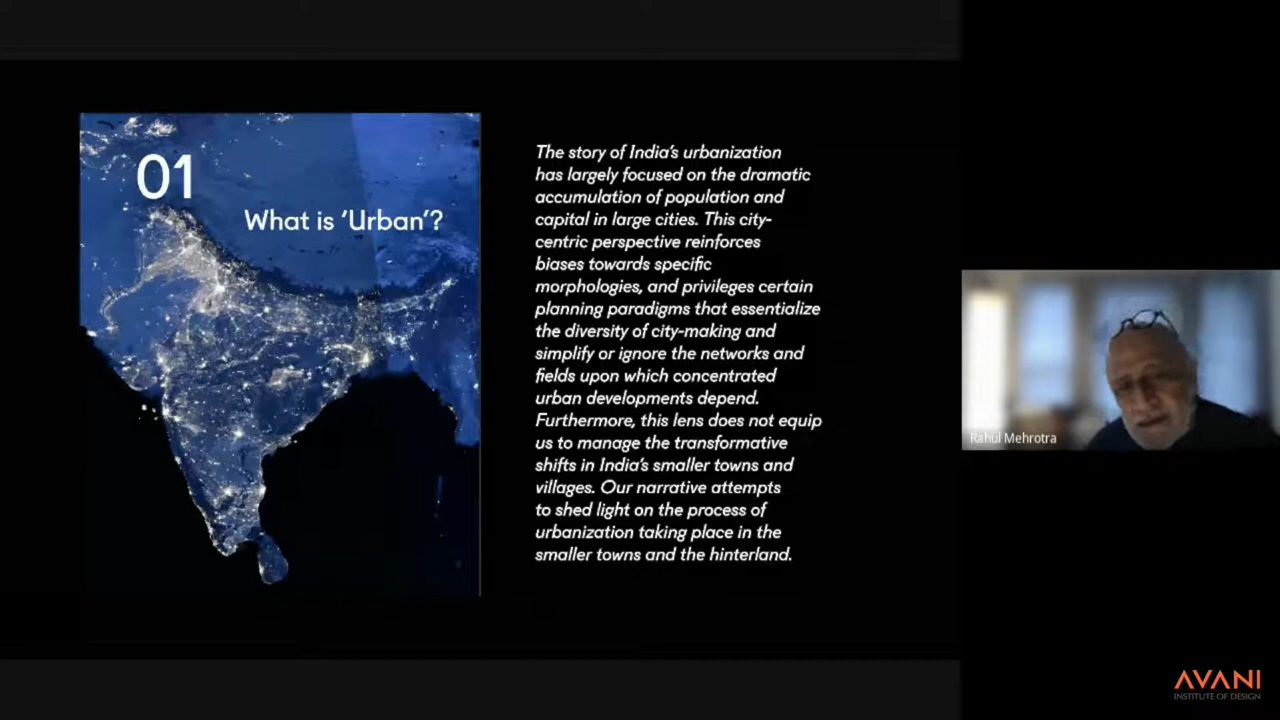 01
What is ‘Urban’?
The story of India’s urbanization
has largely focused on the dramatic
accumulation of population and
capital in large cities. This city-
centric perspective reinforces
biases towards specific
morphologies, and privileges certain
planning paradigms that essentialize
the diversity of city-making and
simplify or ignore the networks and
fields upon which concentrated
urban developments depend.
Furthermore, this lens does not equip
us to manage the transformative
shifts in India’s smaller towns and
villages. Our narrative attempts
to shed light on the process of
urbanization taking place in the
smaller towns and the hinterland.
Rahul Mehrotra
AVANI
INSTITUTE OF DESIGN